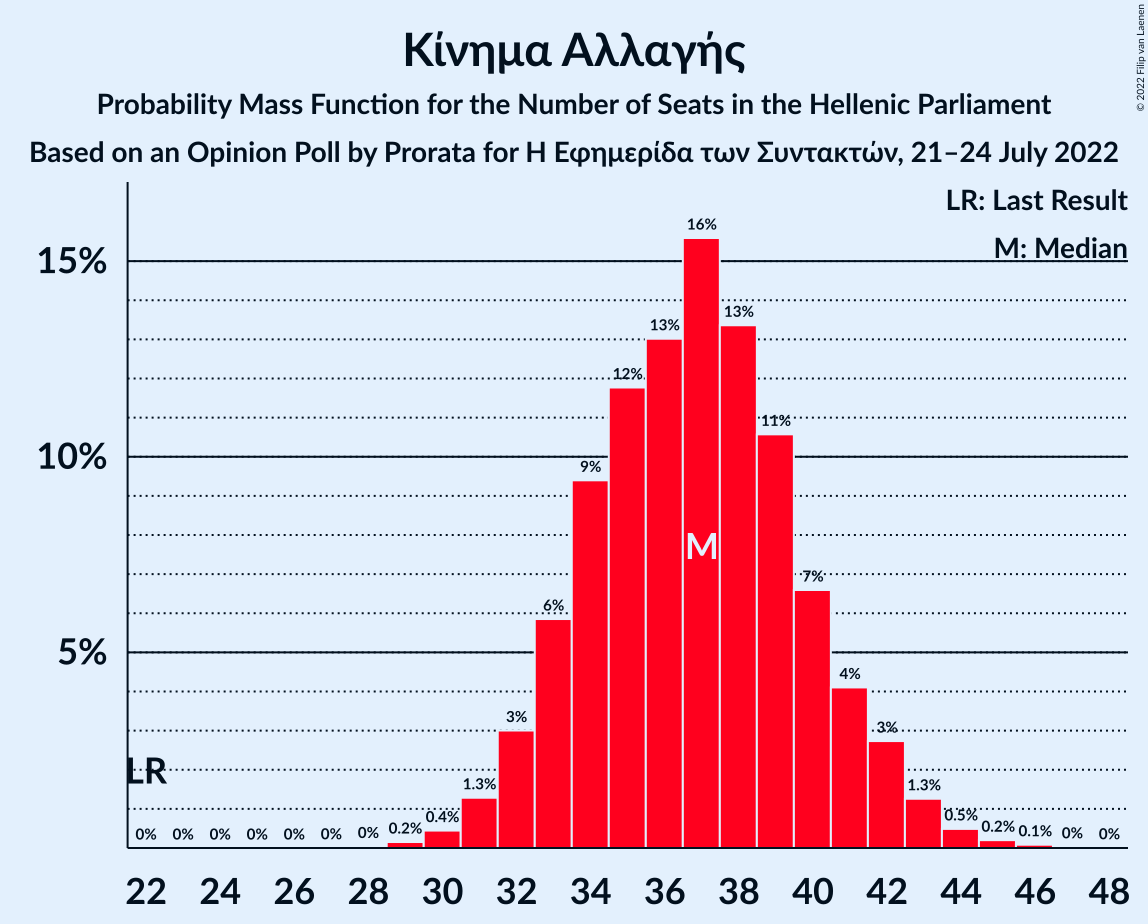 Κίνημα Αλλαγής
Probability Mass Function for the Number of Seats in the Hellenic Parliament
Based on an Opinion Poll by Prorata for Η Εφημερίδα των Συντακτών, 21–24 July 2022
© 2022 Filip van Laenen
LR: Last Result
M: Median
15%
10%
5%
16%
13%
13%
12%
11%
9%
M
7%
6%
4%
3%
3%
LR
1.3%
1.3%
0% 0% 0% 0% 0% 0% 0% 0.2% 0.4% 0.5% 0.2% 0.1% 0% 0%
22 24 26 28 30 32 34 36 38 40 42 44 46 48